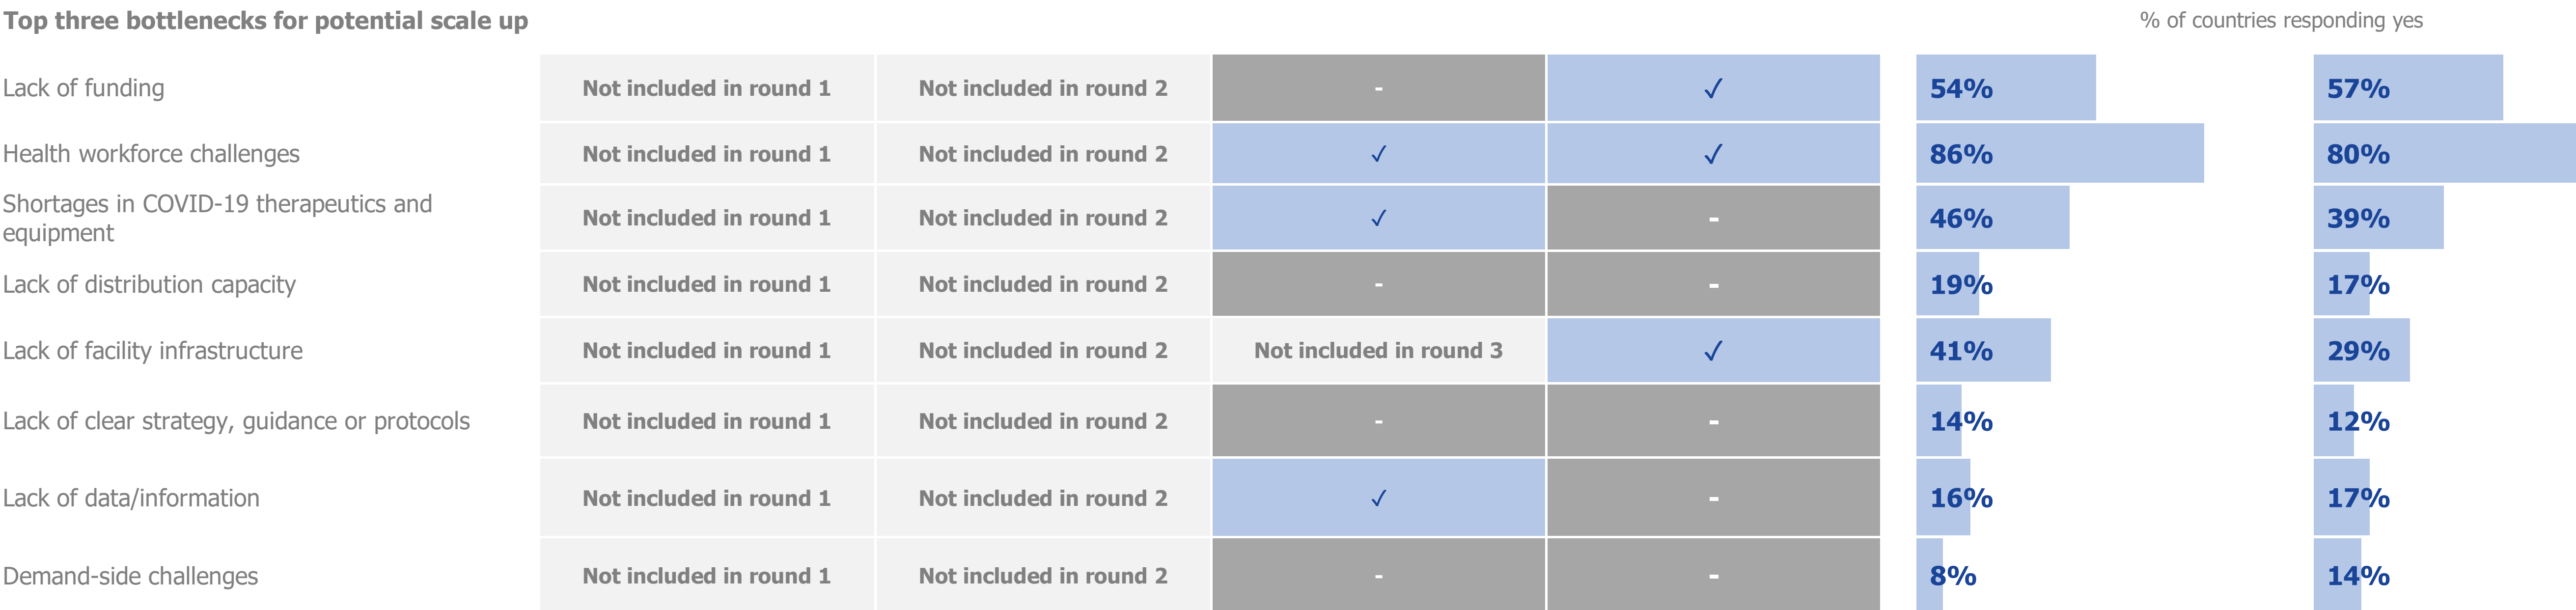 Top three bottlenecks for potential scale up % of countries responding yes
Lack of funding Not included in round 1 Not included in round 2 - ✓ 54% 57%
Health workforce challenges Not included in round 1 Not included in round 2 ✓ ✓ 86% 80%
Shortages in COVID-19 therapeutics and
equipment Not included in round 1 Not included in round 2 ✓ - 46% 39%
Lack of distribution capacity Not included in round 1 Not included in round 2 - - 19% 17%
Lack of facility infrastructure Not included in round 1 Not included in round 2 Not included in round 3 ✓ 41% 29%
Lack of clear strategy, guidance or protocols Not included in round 1 Not included in round 2 - - 14% 12%
Lack of data/information Not included in round 1 Not included in round 2 ✓ - 16% 17%
Demand-side challenges Not included in round 1 Not included in round 2 - - 8% 14%